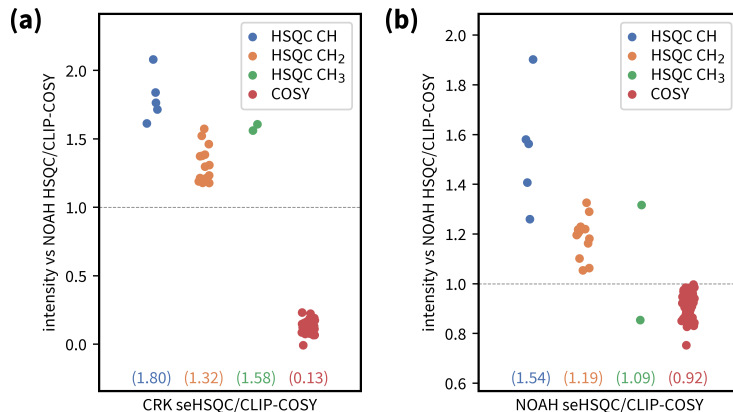 (a)
intensity vs NOAH HSQC/CLIP-COSY
2.0
1.5
1.0
0.5
0.0
HSQC CH
HSQC CH₂
HSQC CH₃
COSY
(1.80) (1.32) (1.58) (0.13)
CRK seHSQC/CLIP-COSY
(b)
intensity vs NOAH HSQC/CLIP-COSY
2.0
1.8
1.6
1.4
1.2
1.0
0.8
0.6
HSQC CH
HSQC CH₂
HSQC CH₃
COSY
(1.54) (1.19) (1.09) (0.92)
NOAH seHSQC/CLIP-COSY